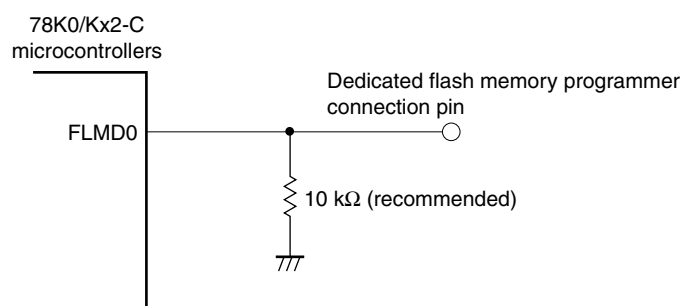 78K0/Kx2-C
microcontrollers
Dedicated flash memory programmer
connection pin
FLMD0
10 kΩ (recommended)